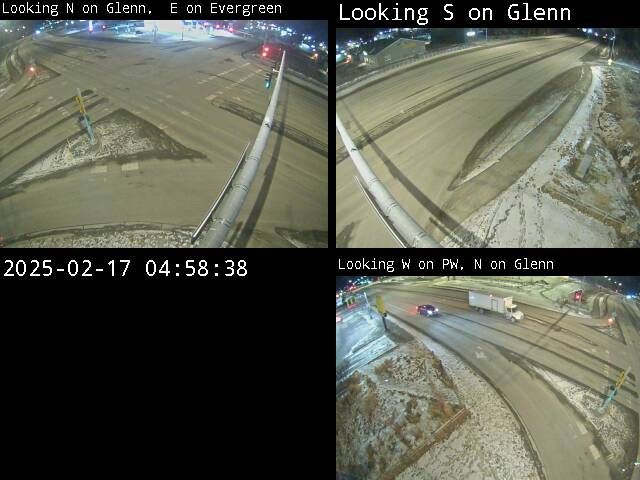 Looking N on Glenn,  E on Evergreen
Looking S on Glenn
2025-02-17 04:58:38
Looking W on PW, N on Glenn